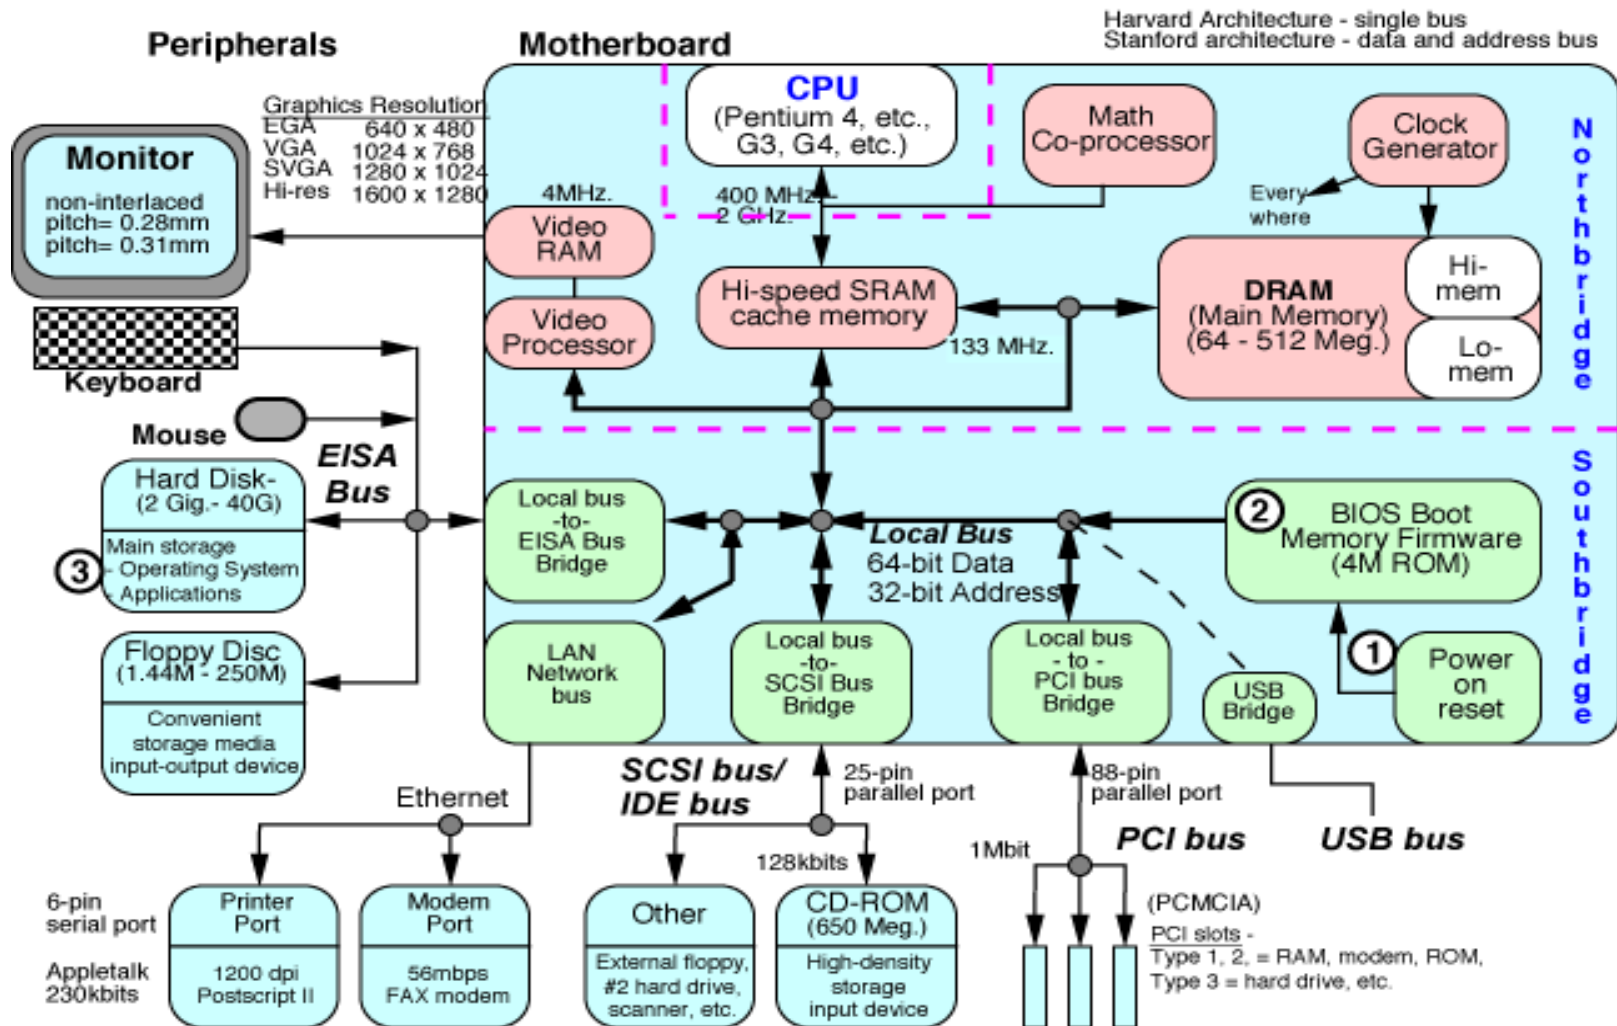 Harvard Architecture - single bus
Stanford architecture - data and address bus
Peripherals
Motherboard
Graphics Resolution
EGA 640 x 480
VGA 1024 x 768
SVGA 1280 x 1024
Hi-res 1600 x 1280
Monitor
non-interlaced
pitch= 0.28mm
pitch= 0.31mm
Keyboard
Mouse
EISA
Bus
Hard Disk-
(2 Gig.- 40G)
Main storage
- Operating System
- Applications
3
Floppy Disc
(1.44M - 250M)
Convenient
storage media
input-output device
CPU
(Pentium 4, etc.,
G3, G4, etc.)
400 MHz. -
2 GHz.
Math
Co-processor
Clock
Generator
Every
where
Northbridge
4MHz.
Video
RAM
Video
Processor
Hi-speed SRAM
cache memory
133 MHz.
DRAM
(Main Memory)
(64 - 512 Meg.)
Hi-
mem
Lo-
mem
Southbridge
Local bus
-to-
EISA Bus
Bridge
Local Bus
64-bit Data
32-bit Address
2
BIOS Boot
Memory Firmware
(4M ROM)
LAN
Network
bus
Local bus
-to-
SCSI Bus
Bridge
Local bus
- to -
PCI bus
Bridge
USB
Bridge
1
Power
on
reset
Ethernet
SCSI bus/
IDE bus
25-pin
parallel port
88-pin
parallel port
PCI bus
USB bus
128kbits
1Mbit
6-pin
serial port
Appletalk
230kbits
Printer
Port
1200 dpi
Postscript II
Modem
Port
56mbps
FAX modem
Other
External floppy,
#2 hard drive,
scanner, etc.
CD-ROM
(650 Meg.)
High-density
storage
input device
(PCMCIA)
PCI slots -
Type 1, 2, = RAM, modem, ROM,
Type 3 = hard drive, etc.